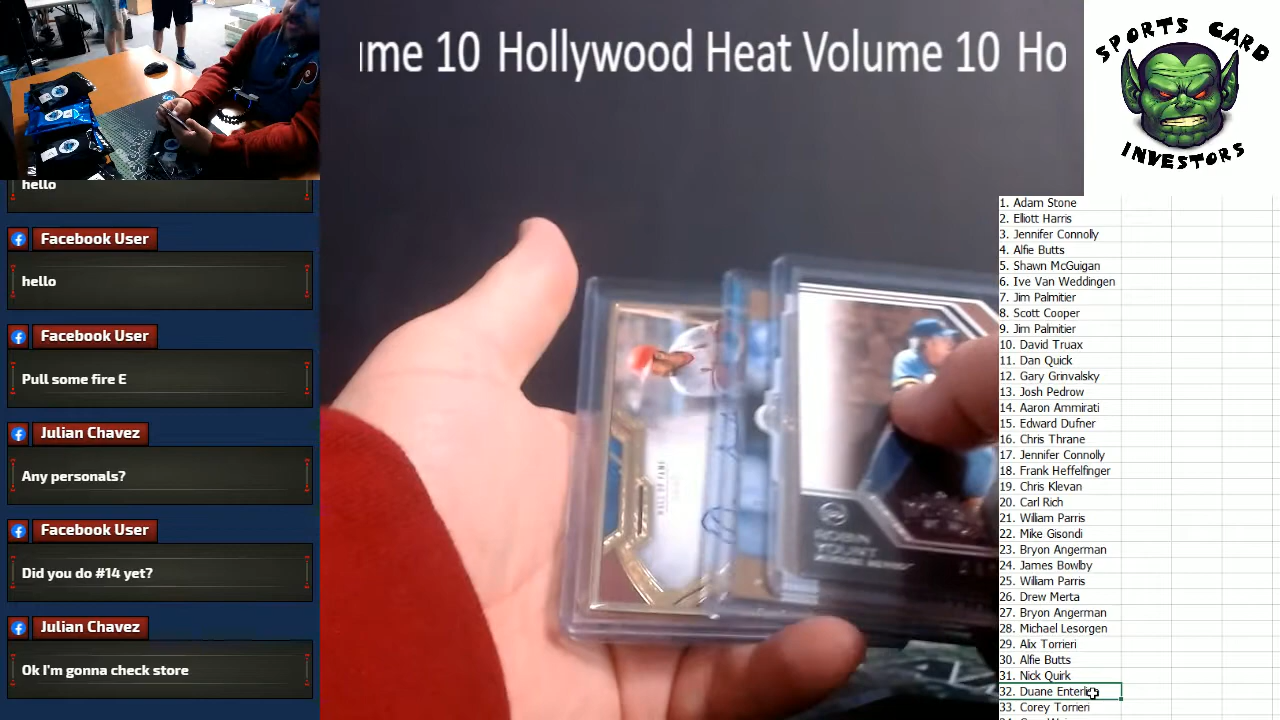 ume 10 Hollywood Heat Volume 10 Ho
SPORTS CARD
INVESTORS
hello
Facebook User
hello
Facebook User
Pull some fire E
Julian Chavez
Any personals?
Facebook User
Did you do #14 yet?
Julian Chavez
Ok I'm gonna check store
ROBIN
YOUNT
1. Adam Stone
2. Elliott Harris
3. Jennifer Connolly
4. Alfie Butts
5. Shawn McGuigan
6. Ive Van Weddingen
7. Jim Palmitier
8. Scott Cooper
9. Jim Palmitier
10. David Truax
11. Dan Quick
12. Gary Grinvalsky
13. Josh Pedrow
14. Aaron Ammirati
15. Edward Dufner
16. Chris Thrane
17. Jennifer Connolly
18. Frank Heffelfinger
19. Chris Klevan
20. Carl Rich
21. William Parris
22. Mike Gisondi
23. Bryon Angerman
24. James Bowlby
25. William Parris
26. Drew Merta
27. Bryon Angerman
28. Michael Lesorgen
29. Alix Torrieri
30. Alfie Butts
31. Nick Quirk
32. Duane
33. Corey Torrieri